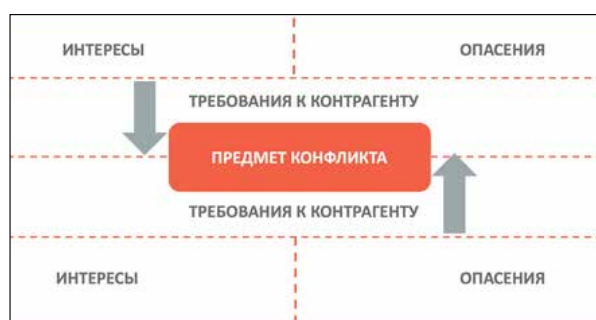 ИНТЕРЕСЫ
ОПАСЕНИЯ
ТРЕБОВАНИЯ К КОНТРАГЕНТУ
ПРЕДМЕТ КОНФЛИКТА
ТРЕБОВАНИЯ К КОНТРАГЕНТУ
ИНТЕРЕСЫ
ОПАСЕНИЯ